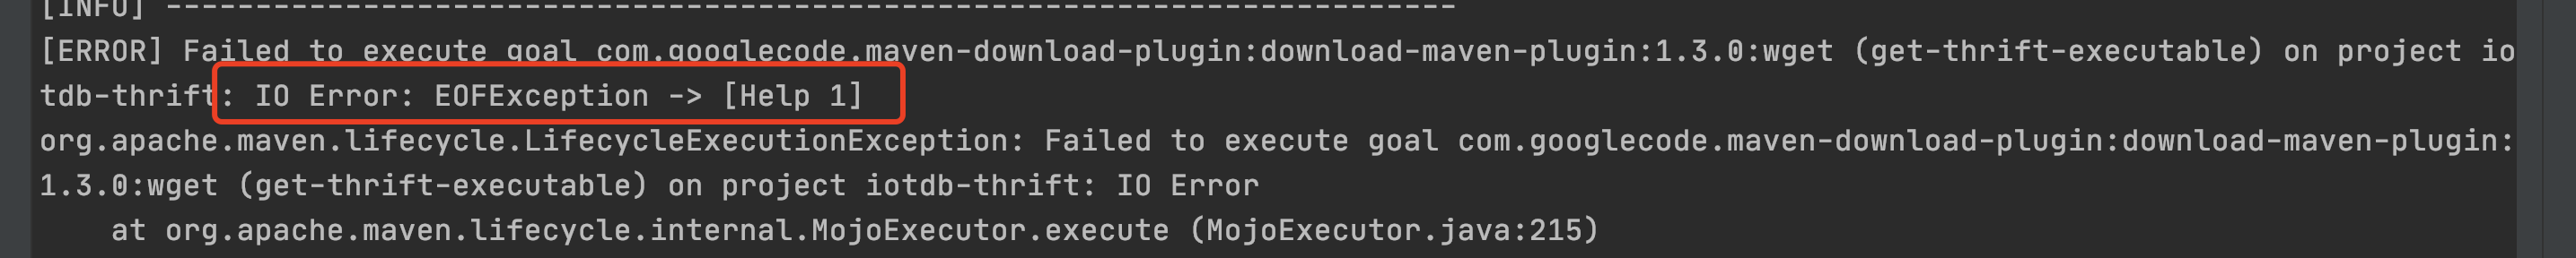 [INFO] ------------------------------------------------------------------------
[ERROR] Failed to execute goal com.googlecode.maven-download-plugin:download-maven-plugin:1.3.0:wget (get-thrift-executable) on project io
tdb-thrift: IO Error: EOFException -> [Help 1]
org.apache.maven.lifecycle.LifecycleExecutionException: Failed to execute goal com.googlecode.maven-download-plugin:download-maven-plugin:
1.3.0:wget (get-thrift-executable) on project iotdb-thrift: IO Error
    at org.apache.maven.lifecycle.internal.MojoExecutor.execute (MojoExecutor.java:215)